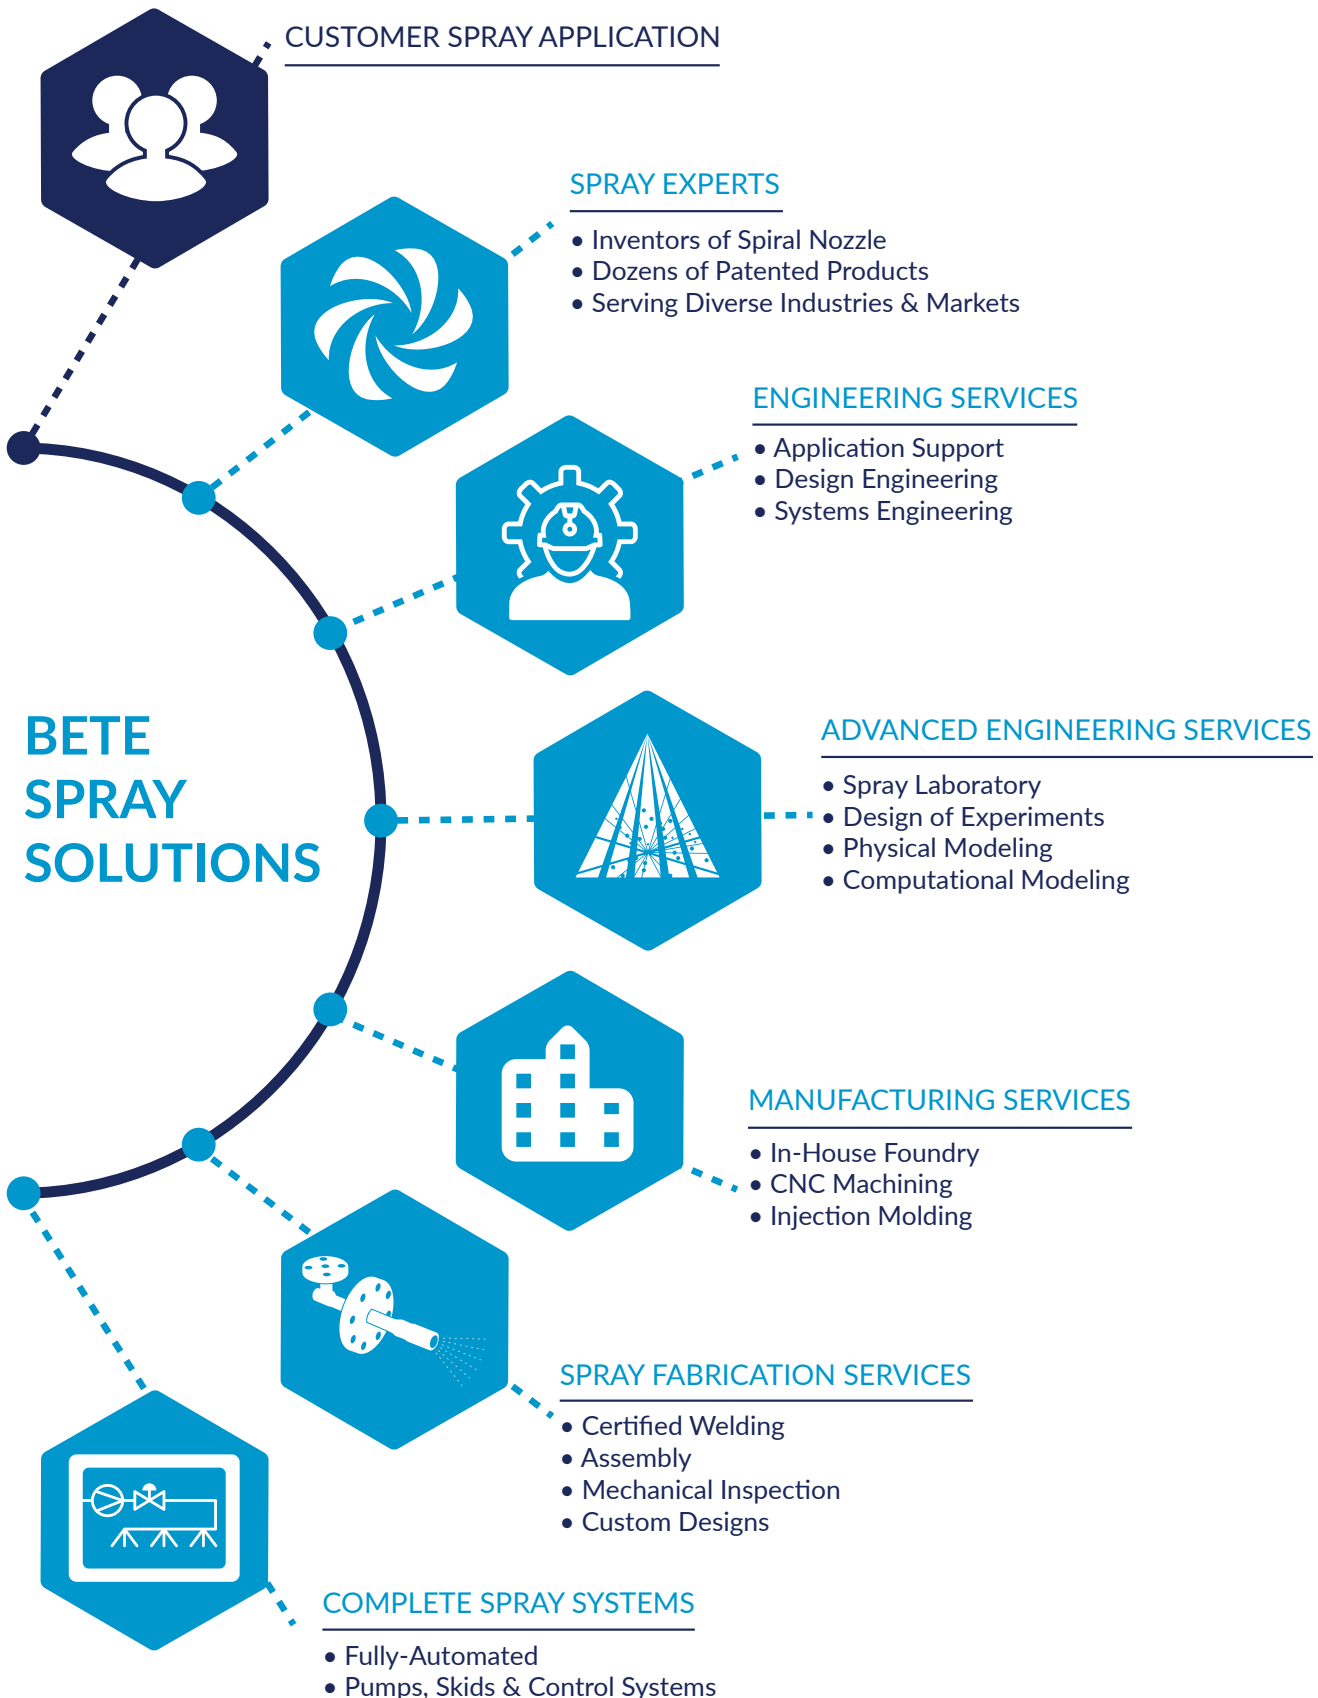 CUSTOMER SPRAY APPLICATION
SPRAY EXPERTS
• Inventors of Spiral Nozzle
• Dozens of Patented Products
• Serving Diverse Industries & Markets
ENGINEERING SERVICES
• Application Support
• Design Engineering
• Systems Engineering
BETE
SPRAY
SOLUTIONS
ADVANCED ENGINEERING SERVICES
• Spray Laboratory
• Design of Experiments
• Physical Modeling
• Computational Modeling
MANUFACTURING SERVICES
• In-House Foundry
• CNC Machining
• Injection Molding
SPRAY FABRICATION SERVICES
• Certified Welding
• Assembly
• Mechanical Inspection
• Custom Designs
COMPLETE SPRAY SYSTEMS
• Fully-Automated
• Pumps, Skids & Control Systems